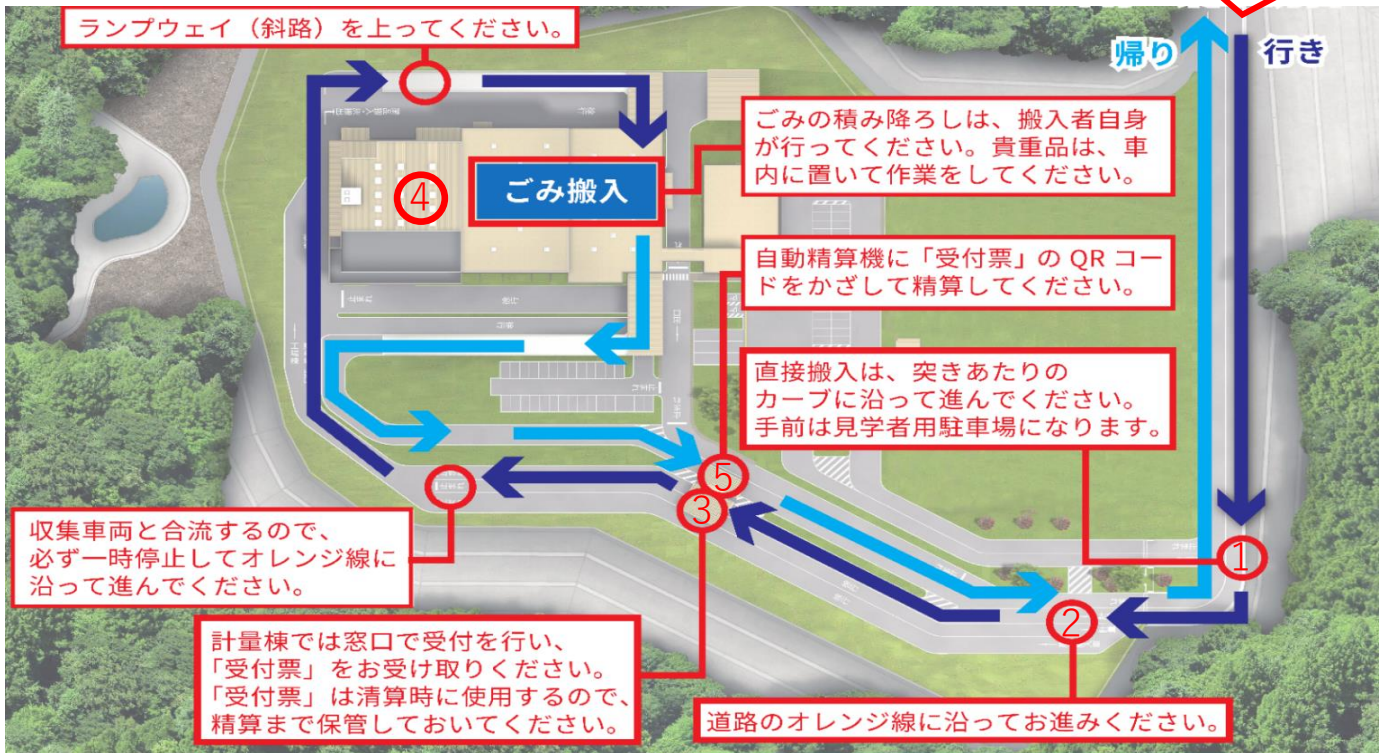 ランプウェイ（斜路）を上ってください。
帰り
行き
ごみの積み降ろしは、搬入者自身
が行ってください。貴重品は、車
内に置いて作業をしてください。
④
ごみ搬入
自動精算機に「受付票」の QR コー
ドをかざして精算してください。
直接搬入は、突きあたりの
カーブに沿って進んでください。
手前は見学者用駐車場になります。
⑤
③
①
②
収集車両と合流するので、
必ず一時停止してオレンジ線に
沿って進んでください。
計量棟では窓口で受付を行い、
「受付票」をお受け取りください。
「受付票」は清算時に使用するので、
精算まで保管しておいてください。
道路のオレンジ線に沿ってお進みください。